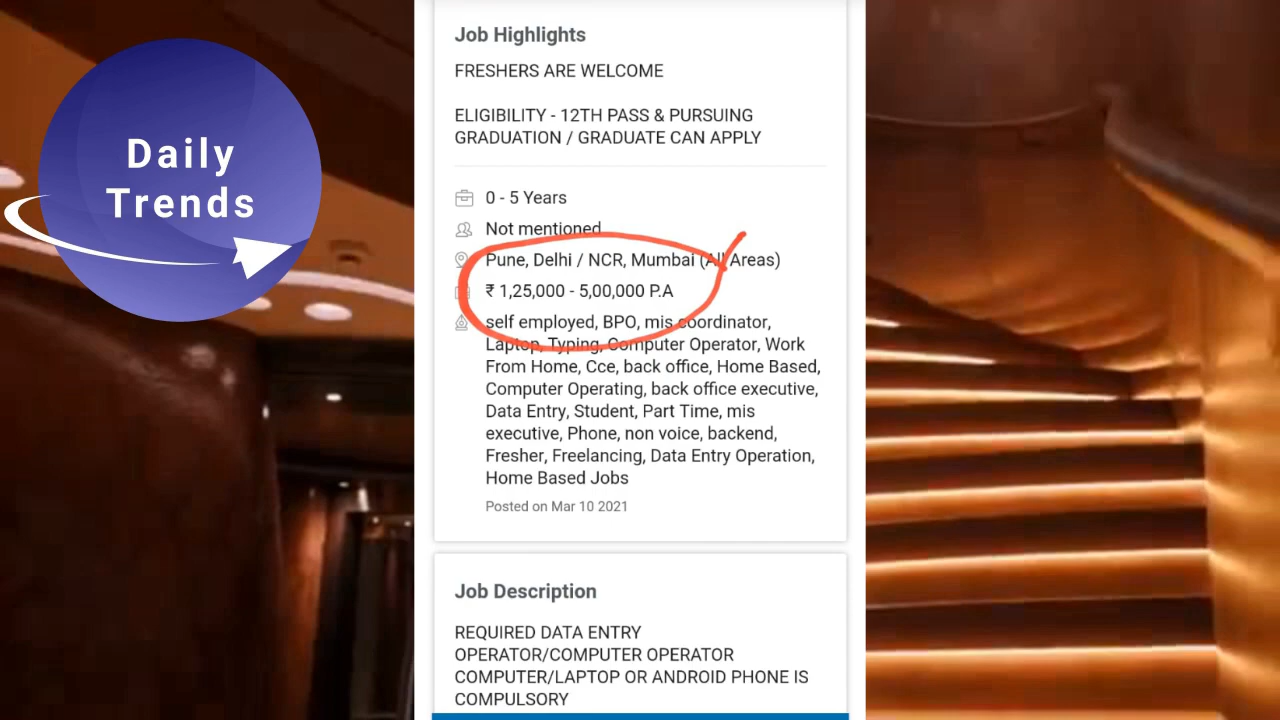 Daily
Trends
Job Highlights
FRESHERS ARE WELCOME
ELIGIBILITY - 12TH PASS & PURSUING
GRADUATION / GRADUATE CAN APPLY
0 - 5 Years
Not mentioned
Pune, Delhi / NCR, Mumbai (All Areas)
₹ 1,25,000 - 5,00,000 P.A
self employed, BPO, mis coordinator,
Laptop, Typing, Computer Operator, Work
From Home, Cce, back office, Home Based,
Computer Operating, back office executive,
Data Entry, Student, Part Time, mis
executive, Phone, non voice, backend,
Fresher, Freelancing, Data Entry Operation,
Home Based Jobs
Posted on Mar 10 2021
Job Description
REQUIRED DATA ENTRY
OPERATOR/COMPUTER OPERATOR
COMPUTER/LAPTOP OR ANDROID PHONE IS
COMPULSORY